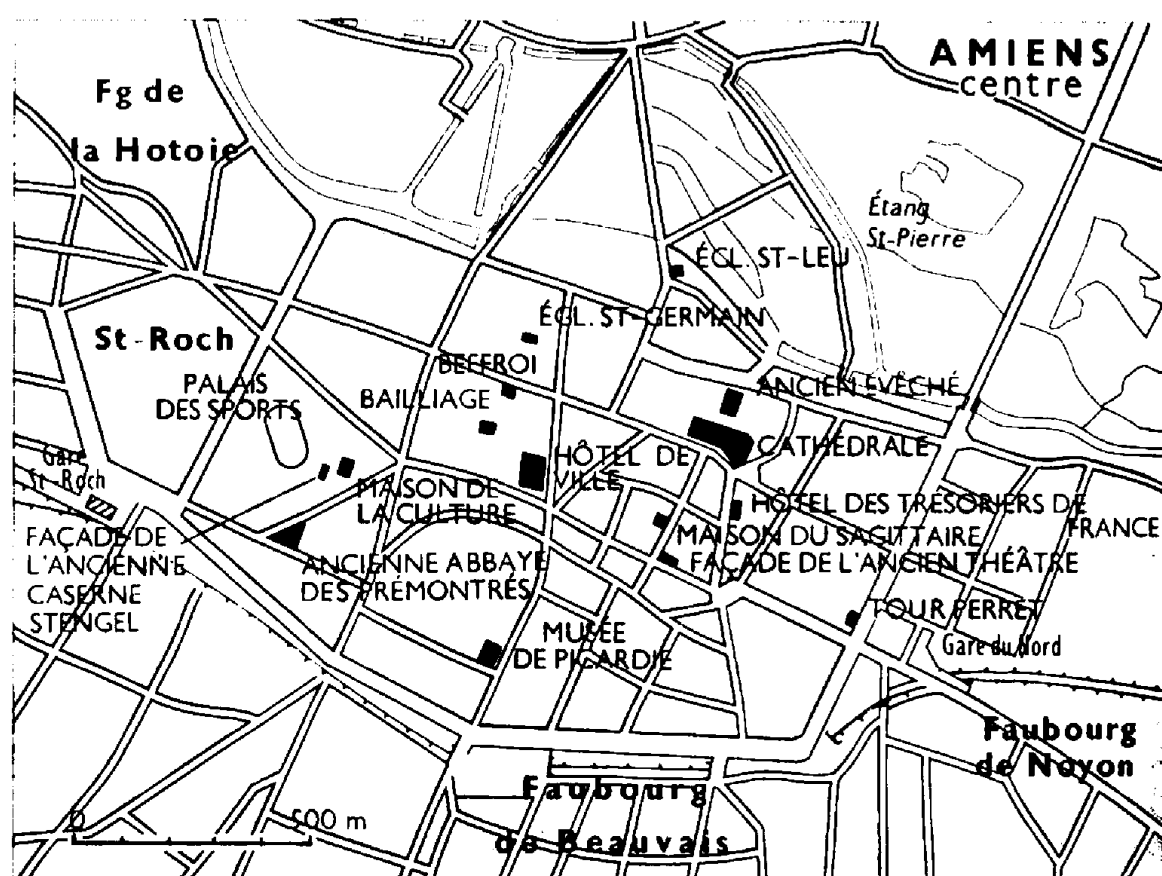 AMIENS
centre
Fg de
la Hotoie
Étang
St-Pierre
ÉGL. ST-LEU
ÉGL. ST-GERMAIN
St-Roch
BEFFROI
PALAIS
DES SPORTS
BAILLIAGE
ANCIEN EVÊCHÉ
CATHÉDRALE
Gare
St-Roch
HÔTEL DE
VILLE
MAISON DE
LA CULTURE
HÔTEL DES TRÉSORIERS DE
FRANCE
MAISON DU SAGITTAIRE
FAÇADE DE
L'ANCIENNE
CASERNE
STENGEL
ANCIENNE ABBAYE
DES PRÉMONTRÉS
FAÇADE DE L'ANCIEN THÉÂTRE
TOUR PERRET
MUSÉE
DE PICARDIE
Gare du Nord
Faubourg
de Noyon
Faubourg
de Beauvais
0 500 m